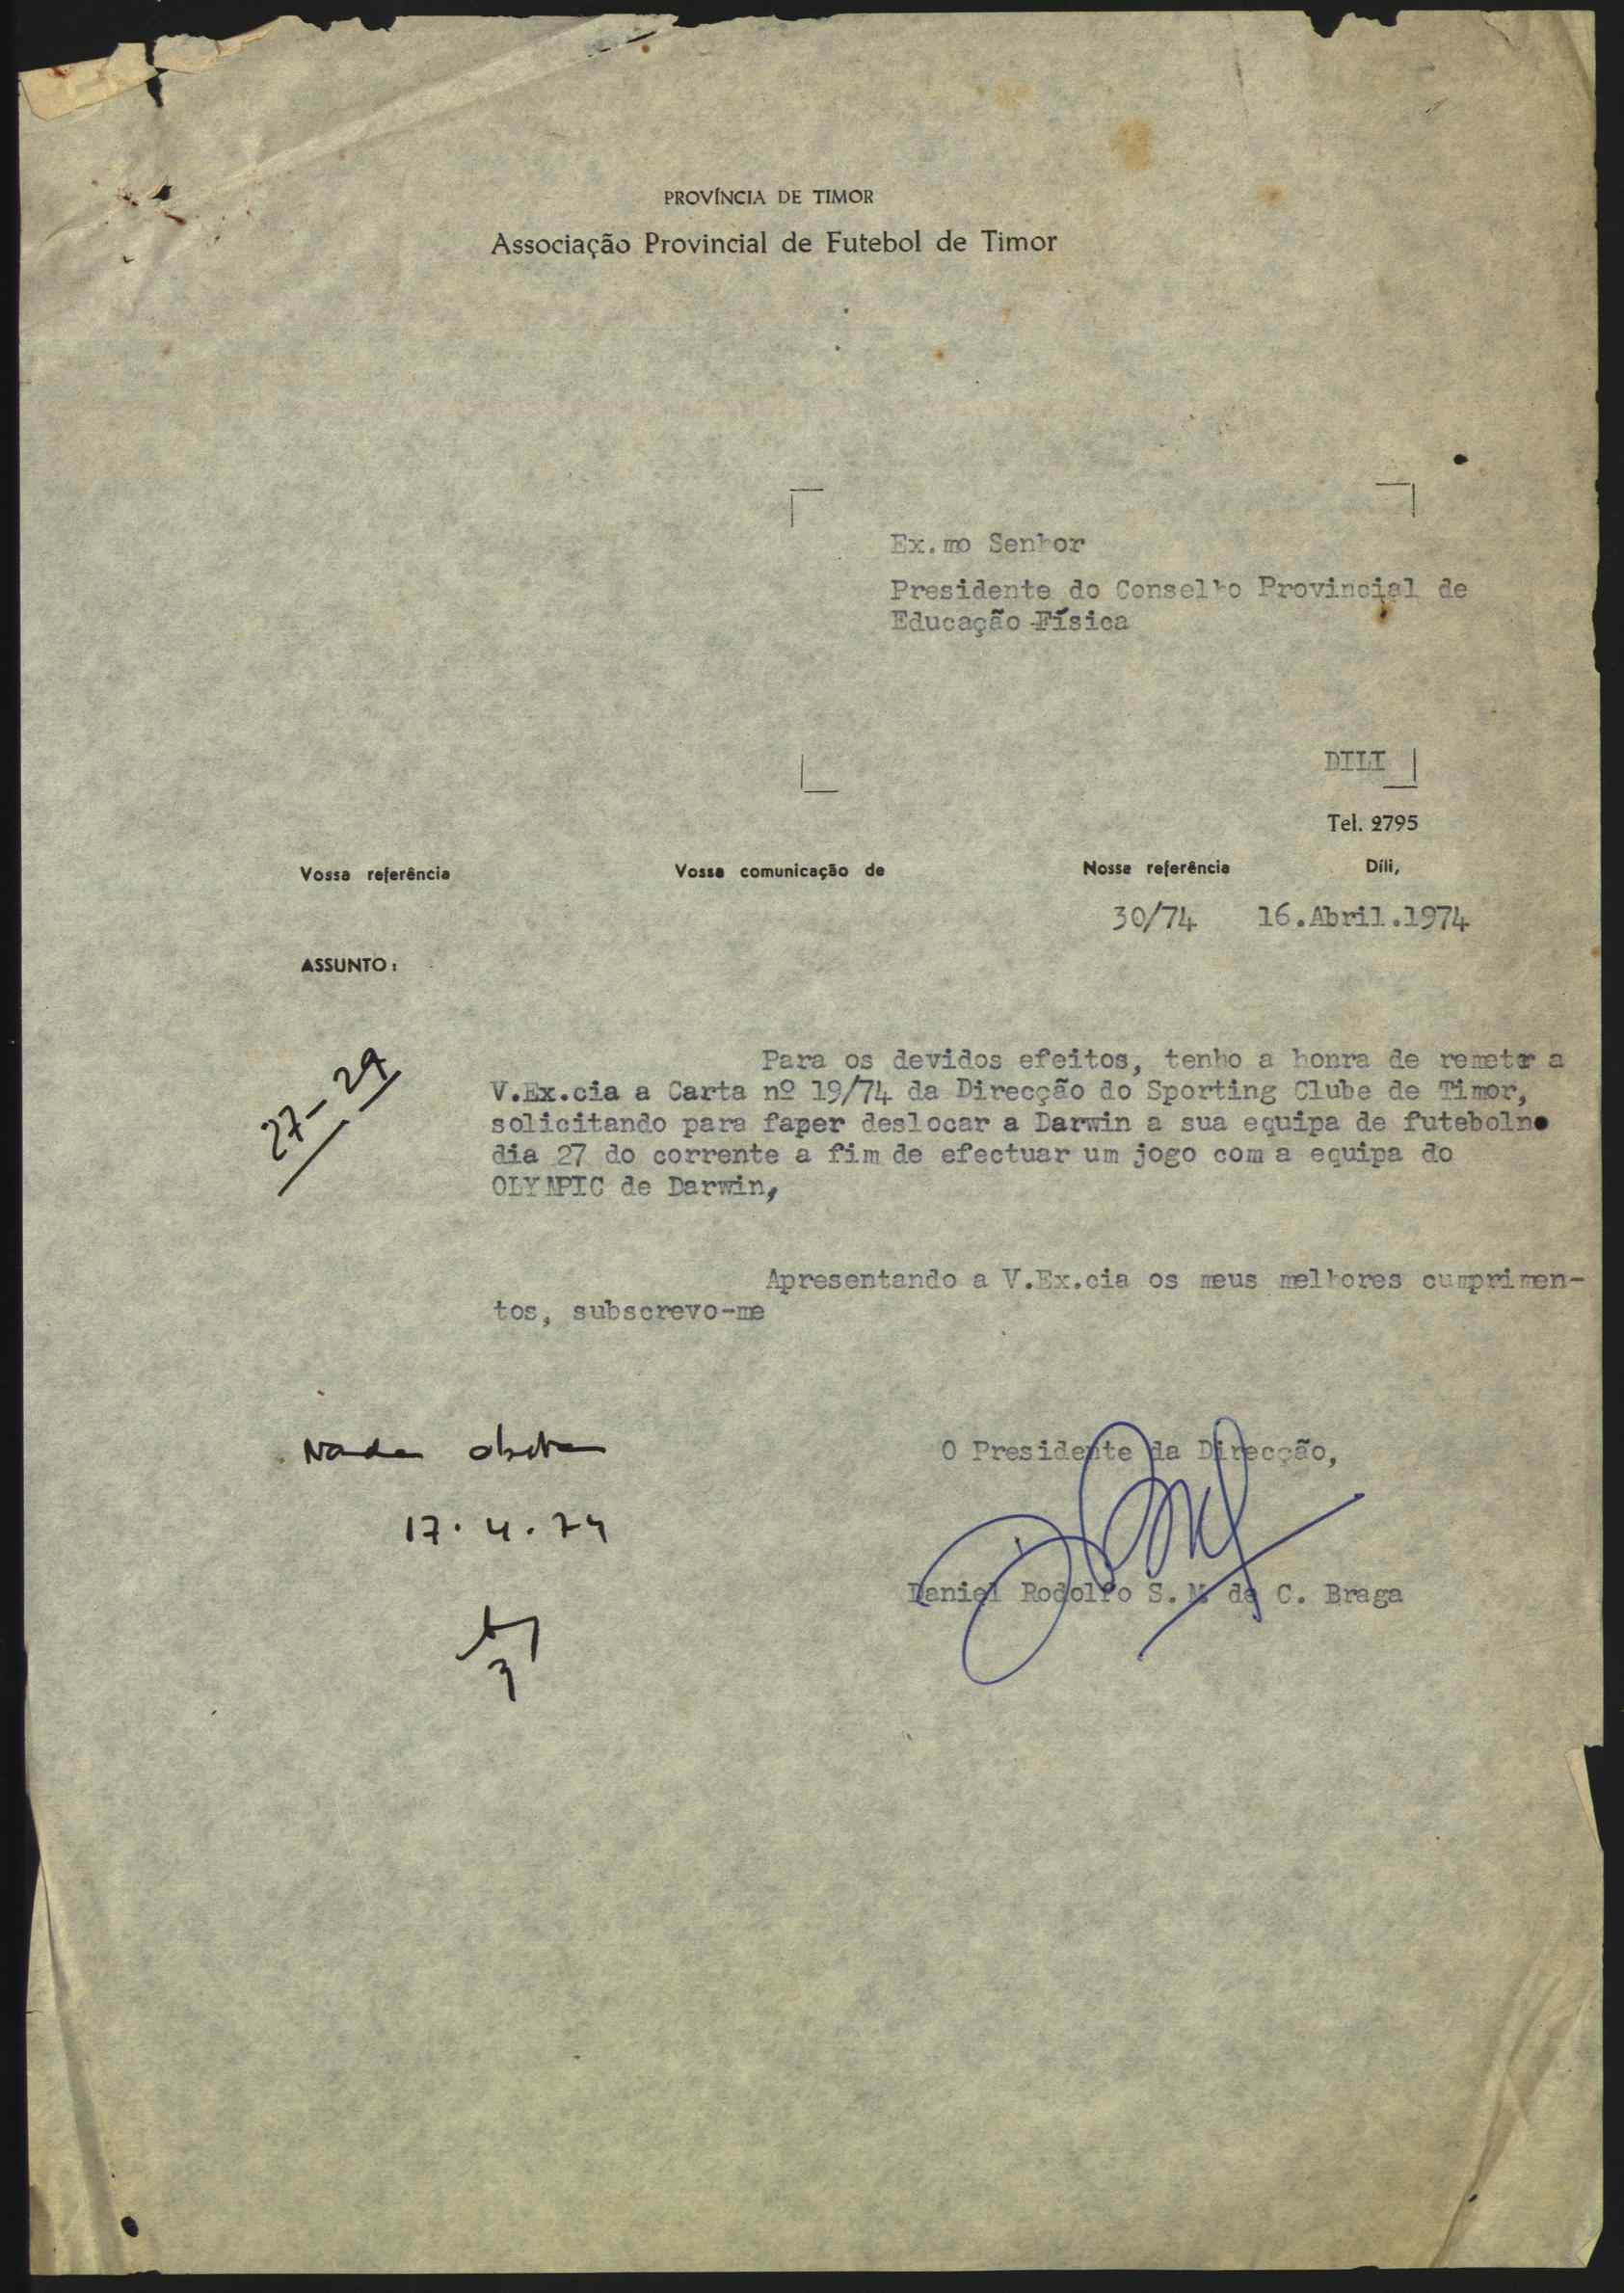 PROVÍNCIA DE TIMOR
Associação Provincial de Futebol de Timor
Ex.mo Senhor
Presidente do Conselho Provincial de
Educação Física
DILI
Tel. 2795
Vossa referência Vossa comunicação de Nossa referência Díli,
30/74 16.Abril.1974
ASSUNTO:
27-29
Para os devidos efeitos, tenho a honra de remeter a
V.Ex.cia a Carta nº 19/74 da Direcção do Sporting Clube de Timor,
solicitando para faper deslocar a Darwin a sua equipa de futebolno
dia 27 do corrente a fim de efectuar um jogo com a equipa do
OLYMPIC de Darwin,
Apresentando a V.Ex.cia os meus melhores cumprimen-
tos, subscrevo-me
Nada obsta
17.4.74
O Presidente da Direcção,
Daniel Rodolfo S.M. de C. Braga